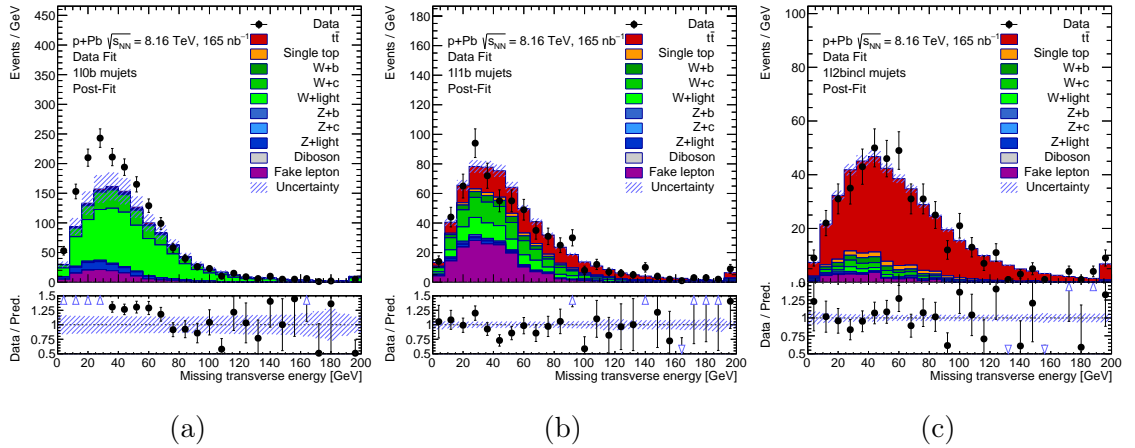 Events / GeV
450
400
350
300
250
200
150
100
50
0
p+Pb √s_NN = 8.16 TeV, 165 nb⁻¹
Data Fit
1l0b mujets
Post-Fit
Data
tt̄
Single top
W+b
W+c
W+light
Z+b
Z+c
Z+light
Diboson
Fake lepton
Uncertainty
Data / Pred.
1.5
1.25
1
0.75
0.5
0 20 40 60 80 100 120 140 160 180 200
Missing transverse energy [GeV]
(a)
Events / GeV
180
160
140
120
100
80
60
40
20
0
p+Pb √s_NN = 8.16 TeV, 165 nb⁻¹
Data Fit
1l1b mujets
Post-Fit
Data
tt̄
Single top
W+b
W+c
W+light
Z+b
Z+c
Z+light
Diboson
Fake lepton
Uncertainty
Data / Pred.
1.5
1.25
1
0.75
0.5
0 20 40 60 80 100 120 140 160 180 200
Missing transverse energy [GeV]
(b)
Events / GeV
100
80
60
40
20
p+Pb √s_NN = 8.16 TeV, 165 nb⁻¹
Data Fit
1l2bincl mujets
Post-Fit
Data
tt̄
Single top
W+b
W+c
W+light
Z+b
Z+c
Z+light
Diboson
Fake lepton
Uncertainty
Data / Pred.
1.25
1
0.75
0.5
0 20 40 60 80 100 120 140 160 180 200
Missing transverse energy [GeV]
(c)